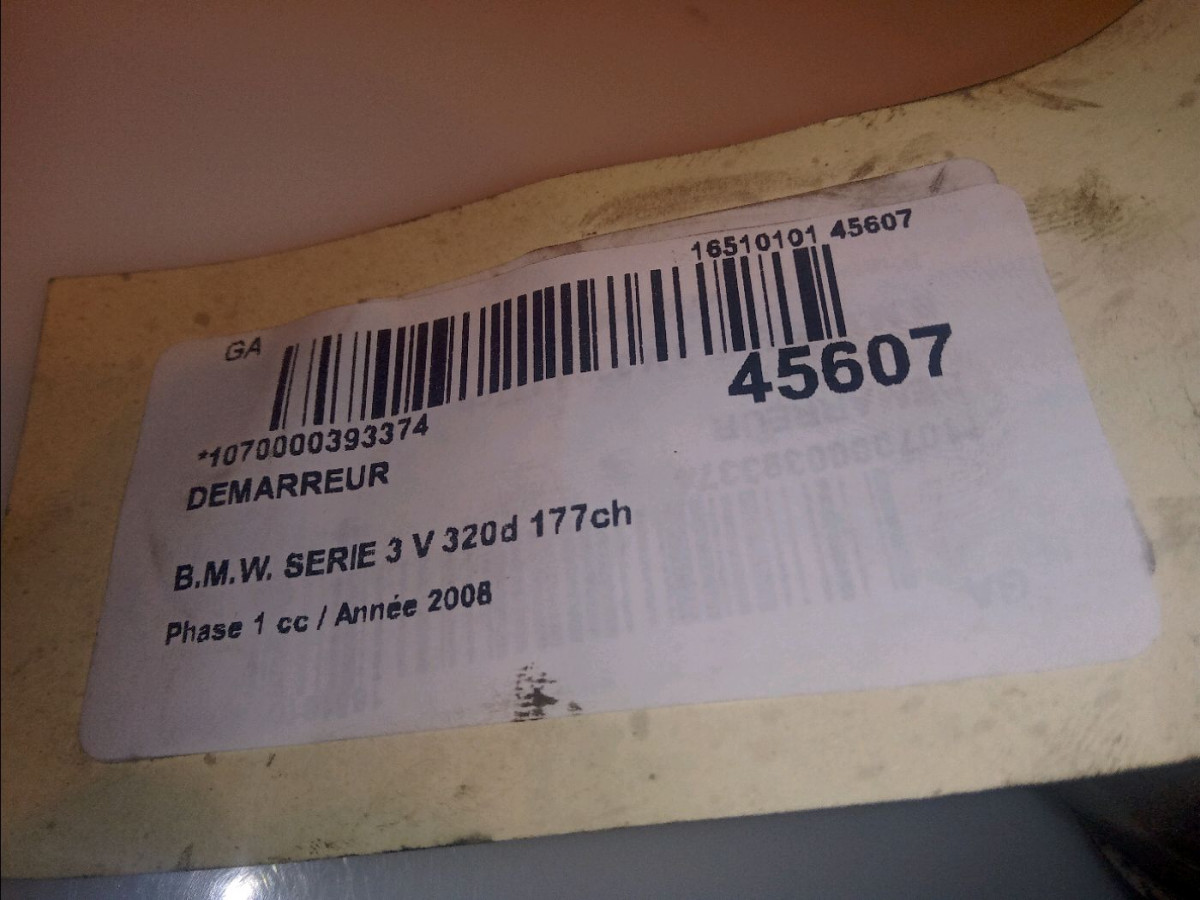 16510101 45607
GA
45607
*1070000393374
DEMARREUR
B.M.W. SERIE 3 V 320d 177ch
Phase 1 cc / Année 2008